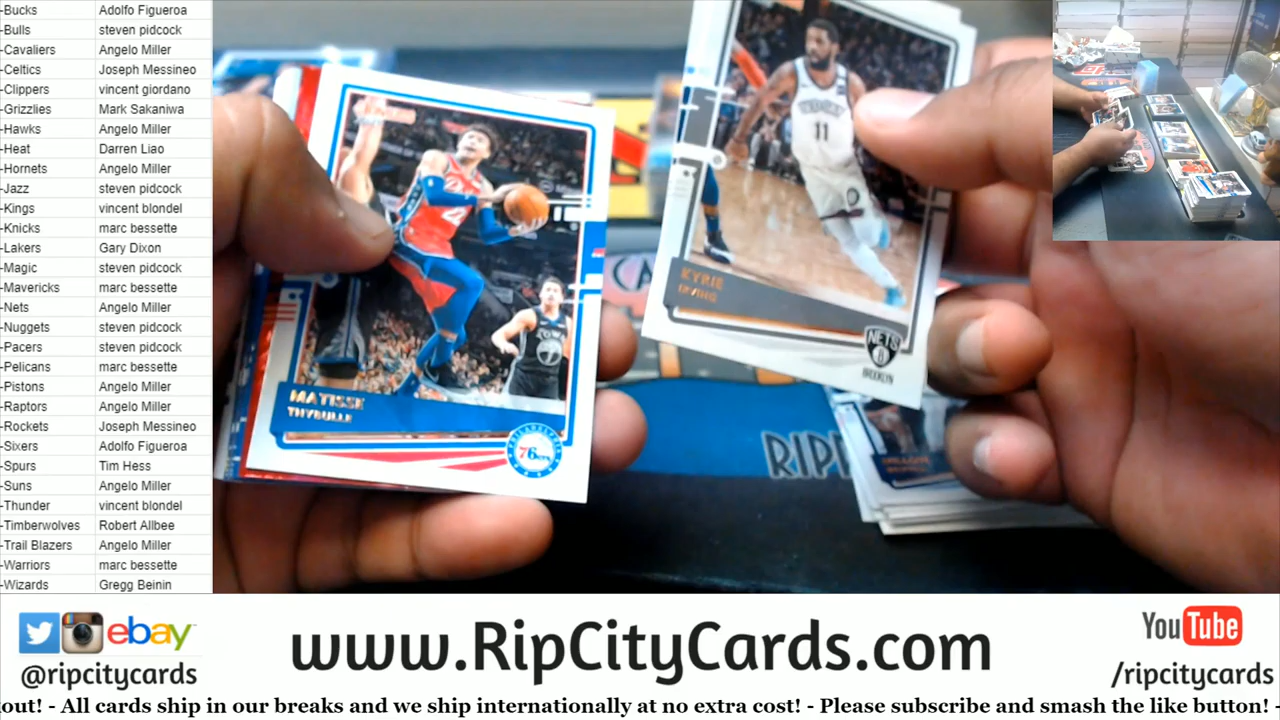 -Bucks Adolfo Figueroa
-Bulls steven pidcock
-Cavaliers Angelo Miller
-Celtics Joseph Messineo
-Clippers vincent giordano
-Grizzlies Mark Sakaniwa
-Hawks Angelo Miller
-Heat Darren Liao
-Hornets Angelo Miller
-Jazz steven pidcock
-Kings vincent blondel
-Knicks marc bessette
-Lakers Gary Dixon
-Magic steven pidcock
-Mavericks marc bessette
-Nets Angelo Miller
-Nuggets steven pidcock
-Pacers steven pidcock
-Pelicans marc bessette
-Pistons Angelo Miller
-Raptors Angelo Miller
-Rockets Joseph Messineo
-Sixers Adolfo Figueroa
-Spurs Tim Hess
-Suns Angelo Miller
-Thunder vincent blondel
-Timberwolves Robert Allbee
-Trail Blazers Angelo Miller
-Warriors marc bessette
-Wizards Gregg Beinin
11
KYRIE
IRVING
NETS
B
BROOKLYN
MATISSE
THYBULLE
PHILADELPHIA
76ERS
RIP
ebay
@ripcitycards
www.RipCityCards.com
YouTube
/ripcitycards
out! - All cards ship in our breaks and we ship internationally at no extra cost! - Please subscribe and smash the like button! -